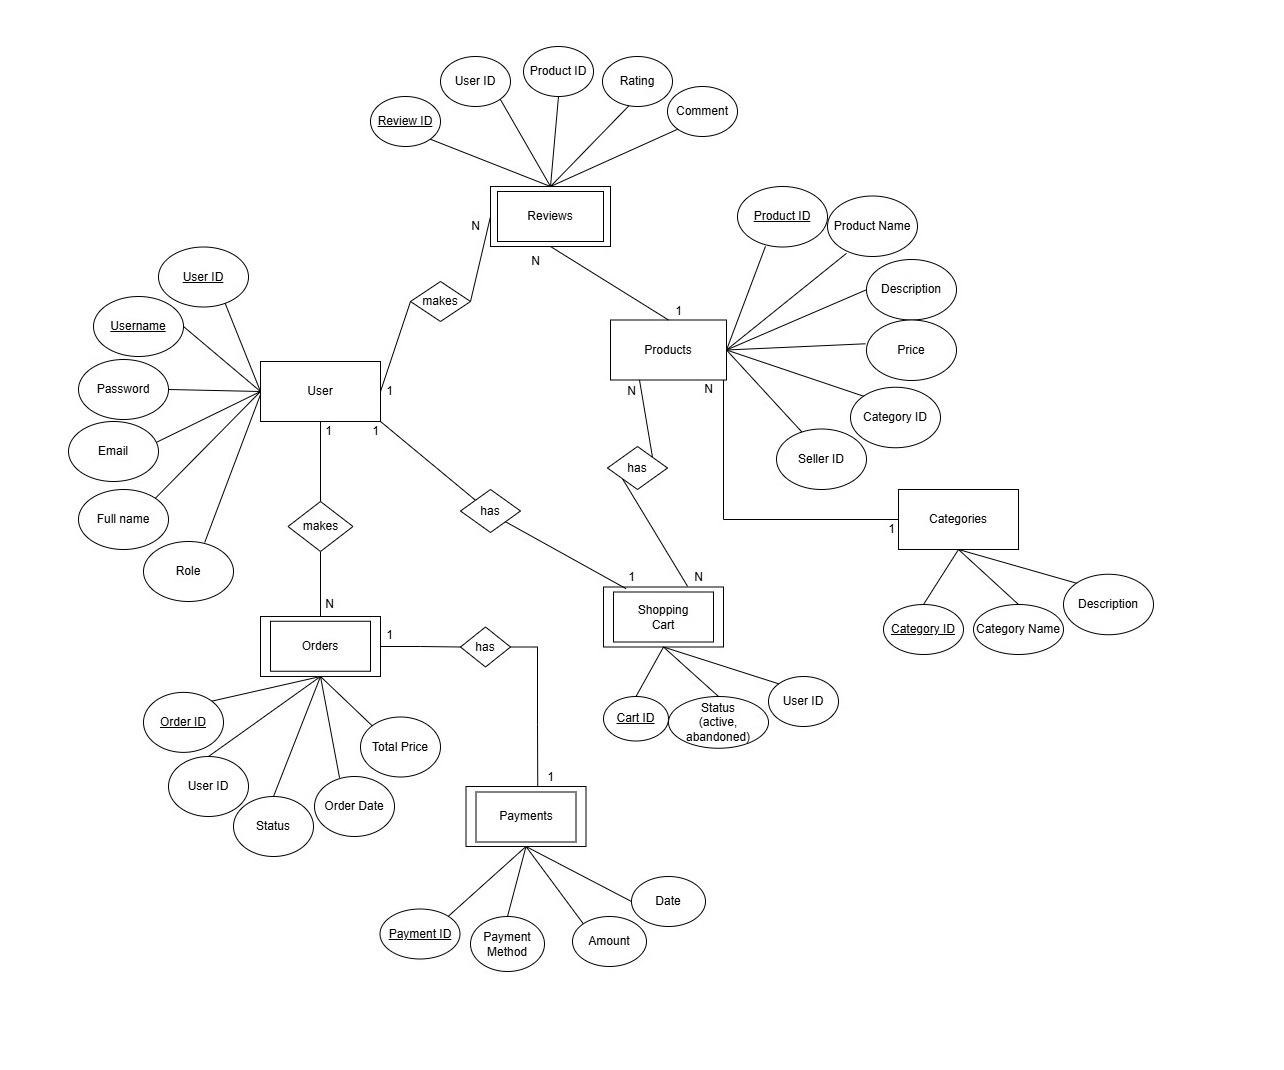 Product ID
User ID
Rating
Comment
Review ID
Reviews
N
N
Product ID
Product Name
User ID
Description
makes
1
Username
Products
Price
Password
User
1
N
N
Category ID
1
1
Email
Seller ID
has
has
Full name
makes
Categories
1
Role
1
N
N
Shopping
Cart
Description
Category ID
Category Name
1
Orders
has
User ID
Cart ID
Status
(active,
abandoned)
Order ID
Total Price
1
User ID
Order Date
Status
Payments
Date
Payment ID
Payment
Method
Amount